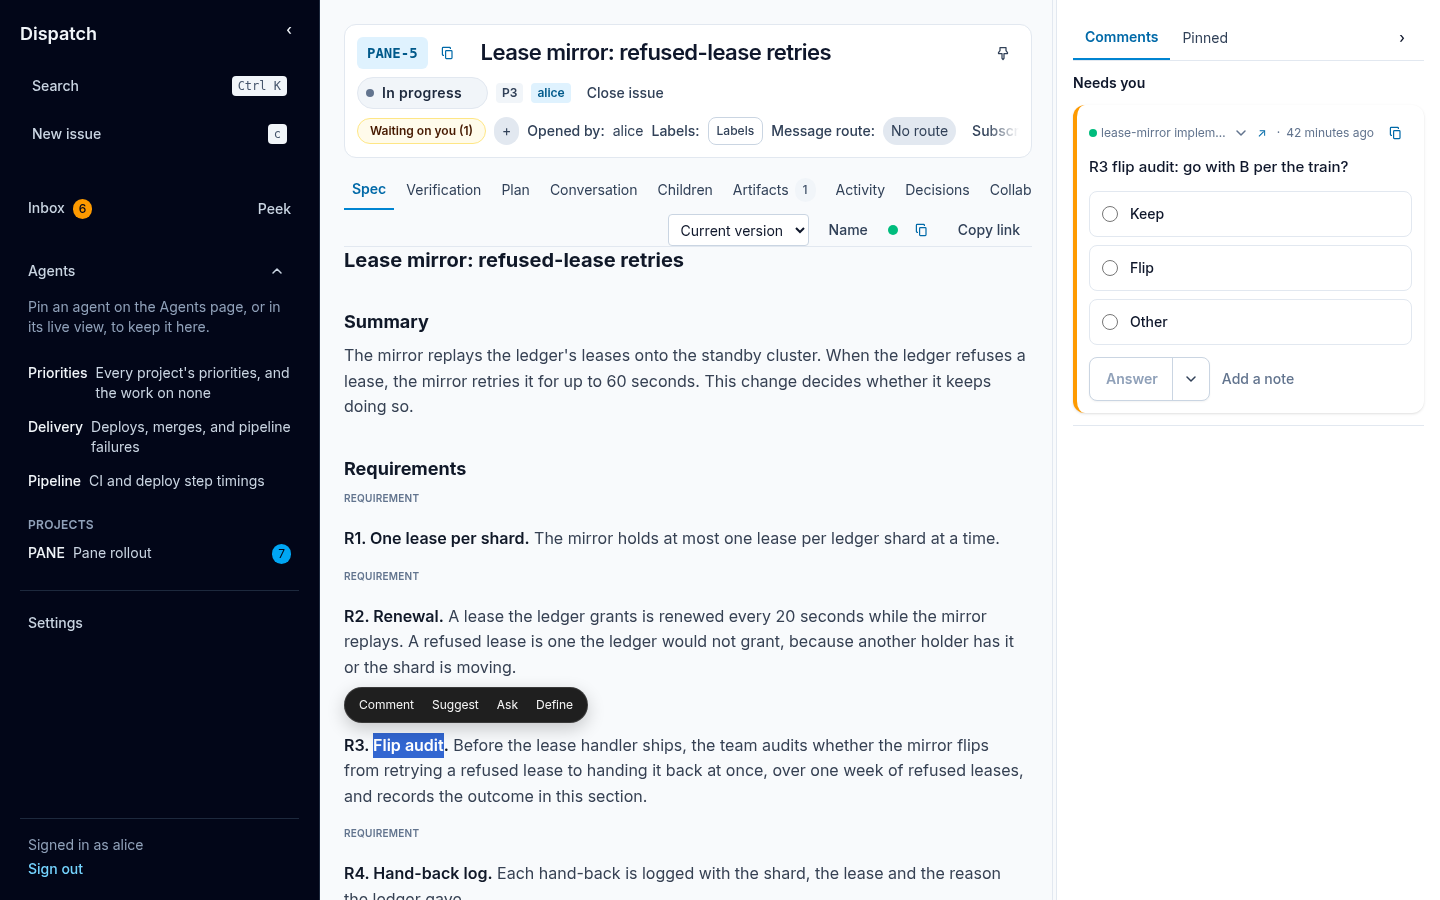 Dispatch
Search Ctrl K
New issue c
Inbox 6 Peek
Agents
Pin an agent on the Agents page, or in
its live view, to keep it here.
Priorities Every project's priorities, and
the work on none
Delivery Deploys, merges, and pipeline
failures
Pipeline CI and deploy step timings
PROJECTS
PANE Pane rollout 7
Settings
Signed in as alice
Sign out
PANE-5 Lease mirror: refused-lease retries
In progress P3 alice Close issue
Waiting on you (1) + Opened by: alice Labels: Labels Message route: No route Subscr
Spec Verification Plan Conversation Children Artifacts 1 Activity Decisions Collab
Current version Name Copy link
Lease mirror: refused-lease retries
Summary
The mirror replays the ledger's leases onto the standby cluster. When the ledger refuses a
lease, the mirror retries it for up to 60 seconds. This change decides whether it keeps
doing so.
Requirements
REQUIREMENT
R1. One lease per shard. The mirror holds at most one lease per ledger shard at a time.
REQUIREMENT
R2. Renewal. A lease the ledger grants is renewed every 20 seconds while the mirror
replays. A refused lease is one the ledger would not grant, because another holder has it
or the shard is moving.
Comment Suggest Ask Define
R3. Flip audit. Before the lease handler ships, the team audits whether the mirror flips
from retrying a refused lease to handing it back at once, over one week of refused leases,
and records the outcome in this section.
REQUIREMENT
R4. Hand-back log. Each hand-back is logged with the shard, the lease and the reason
the ledger gave.
Comments Pinned
Needs you
lease-mirror implem... · 42 minutes ago
R3 flip audit: go with B per the train?
Keep
Flip
Other
Answer Add a note